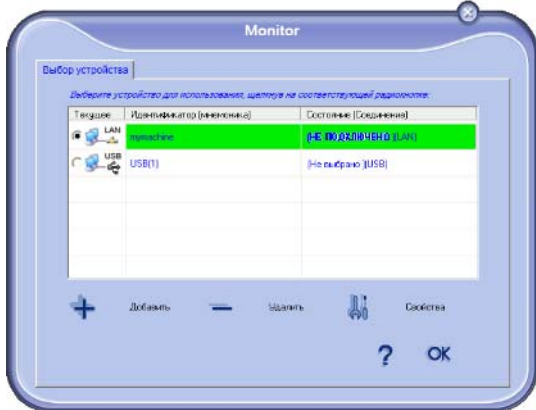 Monitor
Выбор устройства
Выберите устройство для использования, щелкнув на соответствующей радиокнопке:
Текущее Идентификатор (мнемоника) Состояние (Соединение)
LAN mymachine (НЕ ПОДКЛЮЧЕНО )(LAN)
USB USB(1) (Не выбрано )(USB)
Добавить Удалить Свойства
? OK